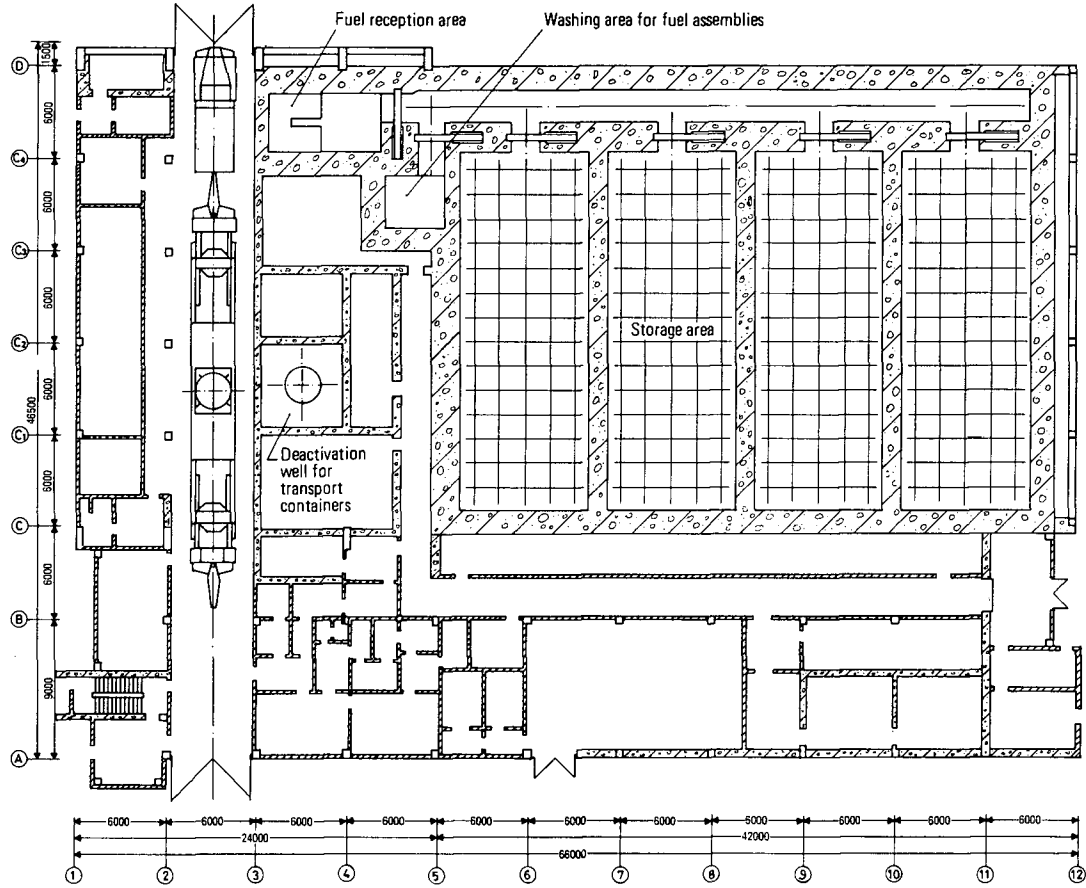 Fuel reception area
Washing area for fuel assemblies
1500
D
6000
C4
6000
C3
6000
Storage area
C2
6000
46500
C1
Deactivation
well for
transport
containers
6000
C
6000
B
9000
A
6000 6000 6000 6000 6000 6000 6000 6000 6000 6000 6000
24000 42000
66000
1 2 3 4 5 6 7 8 9 10 11 12